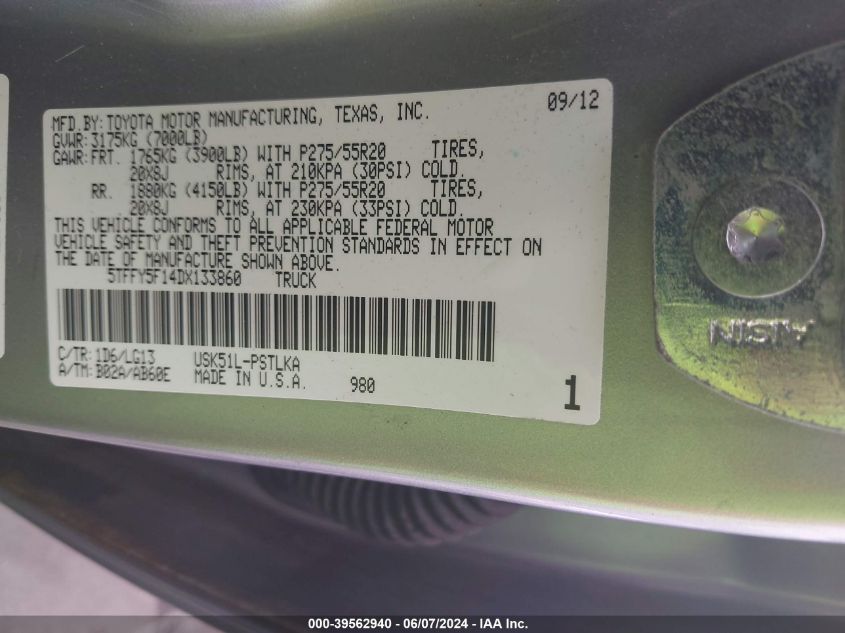 MFD.BY: TOYOTA MOTOR MANUFACTURING, TEXAS, INC. 09/12
GVWR: 3175KG (7000LB)
GAWR: FRT. 1765KG (3900LB) WITH P275/55R20 TIRES,
20X8J RIMS, AT 210KPA (30PSI) COLD.
RR. 1880KG (4150LB) WITH P275/55R20 TIRES,
20X8J RIMS, AT 230KPA (33PSI) COLD.
THIS VEHICLE CONFORMS TO ALL APPLICABLE FEDERAL MOTOR
VEHICLE SAFETY AND THEFT PREVENTION STANDARDS IN EFFECT ON
THE DATE OF MANUFACTURE SHOWN ABOVE.
5TFFY5F14DX133860 TRUCK
C/TR: 1D6/LG13 USK51L-PSTLKA
A/TM: B02A/AB60E MADE IN U.S.A. 980 1
AISIN
000-39562940 - 06/07/2024 - IAAI Inc.